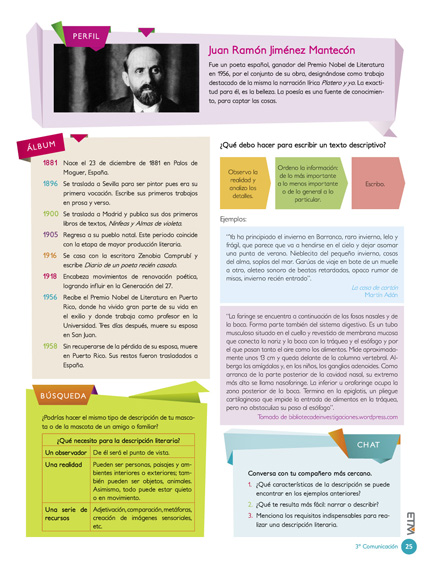 PERFIL
Juan Ramón Jiménez Mantecón
Fue un poeta español, ganador del Premio Nobel de Literatura
en 1956, por el conjunto de su obra, designándose como trabajo
destacado de la misma la narración lírica Platero y yo. La exacti-
tud para él, es la belleza. La poesía es una fuente de conocimien-
to, para captar las cosas.
ÁLBUM
1881 Nace el 23 de diciembre de 1881 en Palos de
Moguer, España.
1896 Se traslada a Sevilla para ser pintor pues era su
primera vocación. Escribe sus primeros trabajos
en prosa y verso.
1900 Se traslada a Madrid y publica sus dos primeros
libros de textos, Ninfeas y Almas de violeta.
1905 Regresa a su pueblo natal. Este periodo coincide
con la etapa de mayor producción literaria.
1916 Se casa con la escritora Zenobia Camprubí y
escribe Diario de un poeta recién casado.
1918 Encabeza movimientos de renovación poética,
logrando influir en la Generación del 27.
1956 Recibe el Premio Nobel de Literatura en Puerto
Rico, donde ha vivido gran parte de su vida en
el exilio y donde trabaja como profesor en la
Universidad. Tres días después, muere su esposa
en San Juan.
1958 Sin recuperarse de la pérdida de su esposa, muere
en Puerto Rico. Sus restos fueron trasladados a
España.
BÚSQUEDA
¿Podrías hacer el mismo tipo de descripción de tu masco-
ta o de la mascota de un amigo o familiar?
¿Qué necesito para la descripción literaria?
Un observador De él será el punto de vista.
Una realidad Pueden ser personas, paisajes y am-
bientes interiores o exteriores; tam-
bién pueden ser objetos, animales.
Asimismo, todo puede estar quieto
o en movimiento.
Una serie de recursos Adjetivación, comparación, metáforas,
creación de imágenes sensoriales,
etc.
¿Qué debo hacer para escribir un texto descriptivo?
Observo la
realidad y
analizo los
detalles.
Ordeno la información:
de lo más importante
a lo menos importante
o de lo general a lo
particular.
Escribo.
Ejemplos:
"Ya ha principiado el invierno en Barranco, raro invierno, lelo y
frágil, que parece que va a hendirse en el cielo y dejar asomar
una punta de verano. Nieblecita del pequeño invierno, cosas
del alma, soplos del mar. Garúas de viaje en bote de un muelle
a otro, aleteo sonoro de beatas retardadas, opaco rumor de
misas, invierno recién entrado".
La casa de cartón
Martín Adán
"La faringe se encuentra a continuación de las fosas nasales y de
la boca. Forma parte también del sistema digestivo. Es un tubo
musculoso situado en el cuello y revestido de membrana mucosa
que conecta la nariz y la boca con la tráquea y el esófago y por
el que pasan tanto el aire como los alimentos. Mide aproximada-
mente unos 13 cm y queda delante de la columna vertebral. Al-
berga las amígdalas y, en los niños, los ganglios adenoides. Como
arranca de la parte posterior de la cavidad nasal, su extremo
más alto se llama nasofaringe. La inferior u orofaringe ocupa la
zona posterior de la boca. Termina en la epiglotis, un pliegue
cartilaginoso que impide la entrada de alimentos en la tráquea,
pero no obstaculiza su paso al esófago".
Tomado de bibliotecadeinvestigaciones.wordpress.com
CHAT
Conversa con tu compañero más cercano.
1. ¿Qué características de la descripción se puede
encontrar en los ejemplos anteriores?
2. ¿Qué te resulta más fácil: narrar o describir?
3. Menciona los requisitos indispensables para rea-
lizar una descripción literaria.
3° Comunicación 25